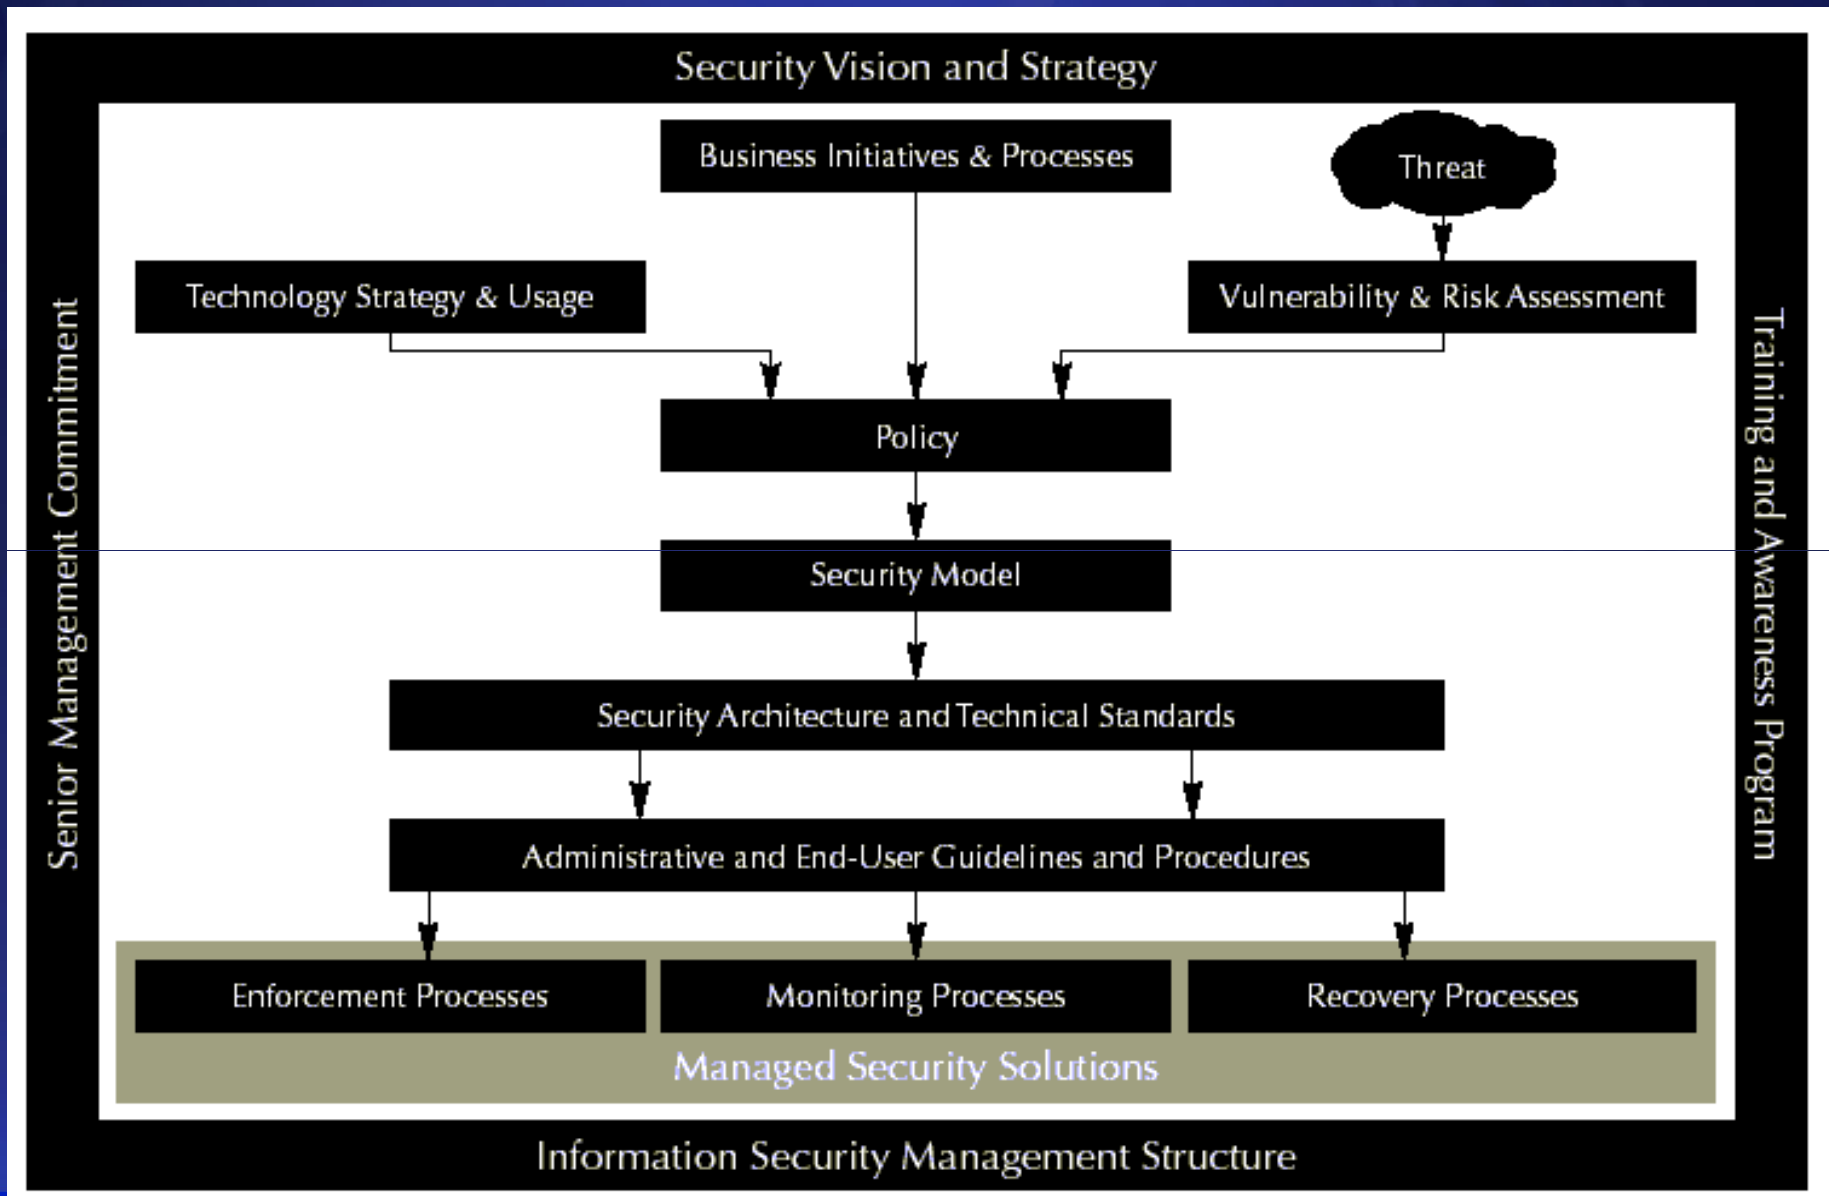 Security Vision and Strategy
Business Initiatives & Processes
Threat
Technology Strategy & Usage
Vulnerability & Risk Assessment
Senior Management Commitment
Training and Awareness Program
Policy
Security Model
Security Architecture and Technical Standards
Administrative and End-User Guidelines and Procedures
Enforcement Processes
Monitoring Processes
Recovery Processes
Managed Security Solutions
Information Security Management Structure